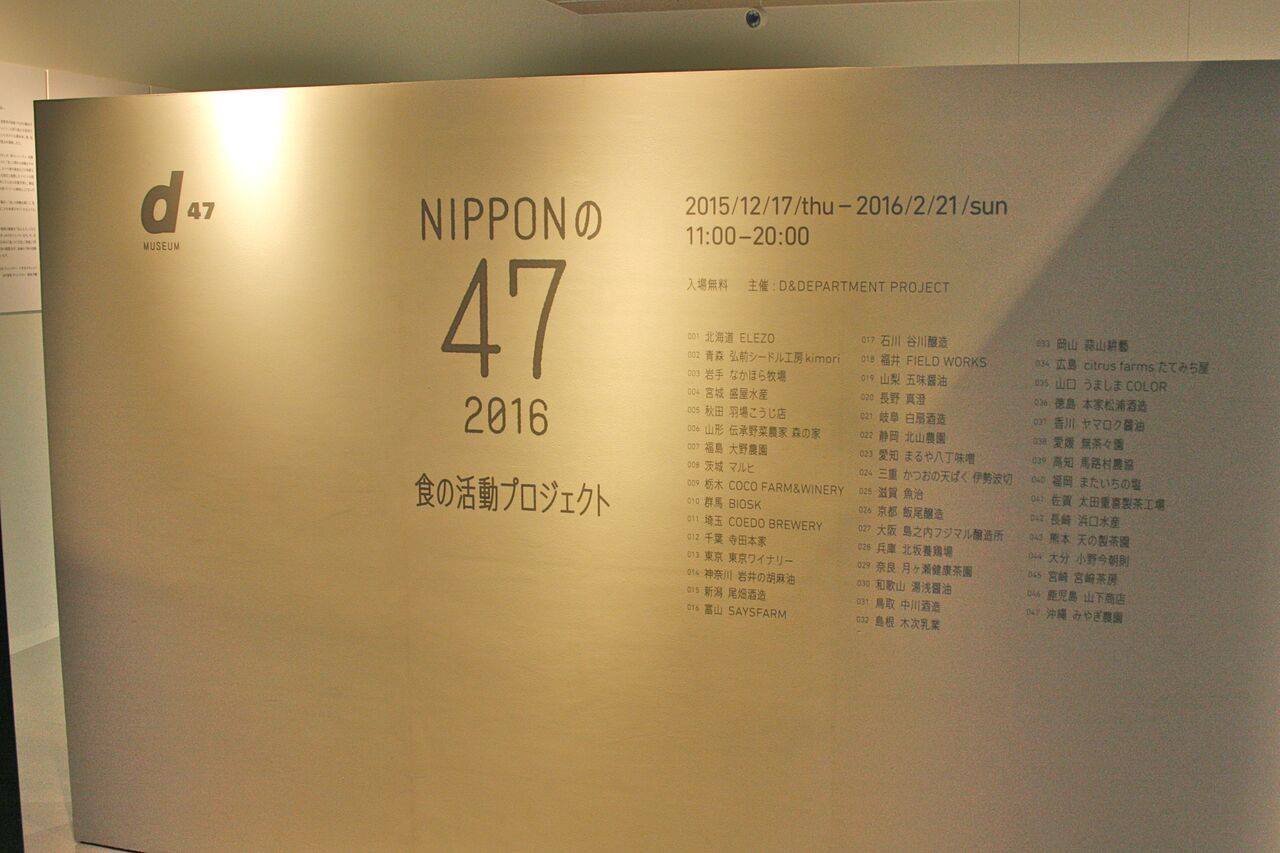 d 47
MUSEUM
NIPPONの
47
2016
食の活動プロジェクト
2015/12/17/thu－2016/2/21/sun
11:00–20:00
入場無料 主催 : D&DEPARTMENT PROJECT
001 北海道 ELEZO
002 青森 弘前シードル工房 kimori
003 岩手 なかほら牧場
004 宮城 盛屋水産
005 秋田 羽場こうじ店
006 山形 伝承野菜農家 森の家
007 福島 大野農園
008 茨城 マルヒ
009 栃木 COCO FARM&WINERY
010 群馬 BIOSK
011 埼玉 COEDO BREWERY
012 千葉 寺田本家
013 東京 東京ワイナリー
014 神奈川 岩井の胡麻油
015 新潟 尾畑酒造
016 富山 SAYSFARM
017 石川 谷川醸造
018 福井 FIELD WORKS
019 山梨 五味醤油
020 長野 真澄
021 岐阜 白扇酒造
022 静岡 北山農園
023 愛知 まるや八丁味噌
024 三重 かつおの天ぱく 伊勢波切
025 滋賀 魚治
026 京都 飯尾醸造
027 大阪 島之内フジマル醸造所
028 兵庫 北坂養鶏場
029 奈良 月ヶ瀬健康茶園
030 和歌山 湯浅醤油
031 鳥取 中川酒造
032 島根 木次乳業
033 岡山 蒜山耕藝
034 広島 citrus farms たてみち屋
035 山口 うましま COLOR
036 徳島 本家松浦酒造
037 香川 ヤマロク醤油
038 愛媛 無茶々園
039 高知 馬路村農協
040 福岡 またいちの塩
041 佐賀 太田重喜製茶工場
042 長崎 浜口水産
043 熊本 天の製茶園
044 大分 小野今朝則
045 宮崎 宮﨑茶房
046 鹿児島 山下商店
047 沖縄 みやぎ農園